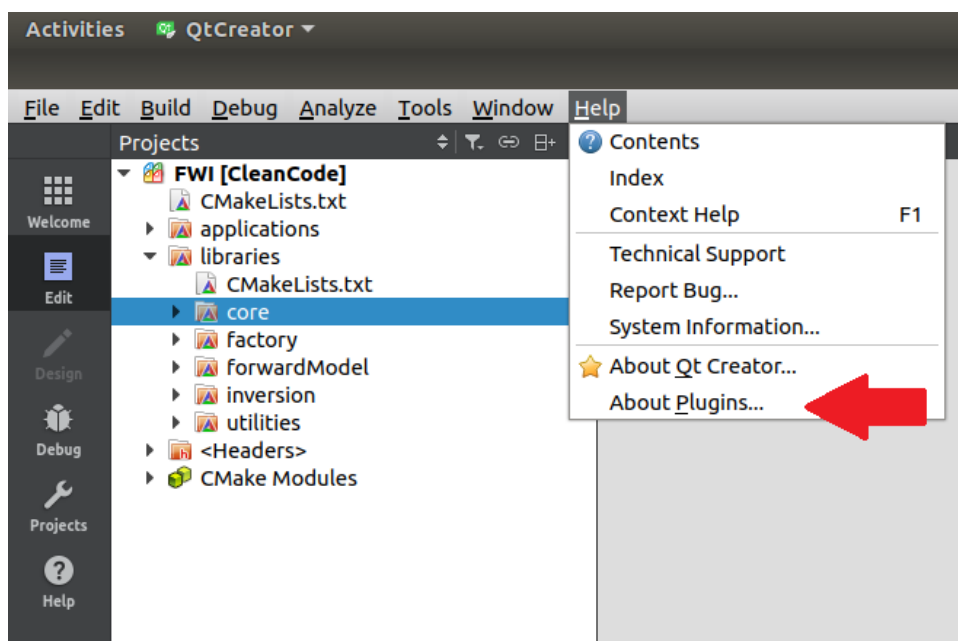 Activities QtCreator
File Edit Build Debug Analyze Tools Window Help
Projects
FWI [CleanCode]
CMakeLists.txt
applications
libraries
CMakeLists.txt
core
factory
forwardModel
inversion
utilities
<Headers>
CMake Modules
Welcome
Edit
Design
Debug
Projects
Help
Contents
Index
Context Help F1
Technical Support
Report Bug...
System Information...
About Qt Creator...
About Plugins...